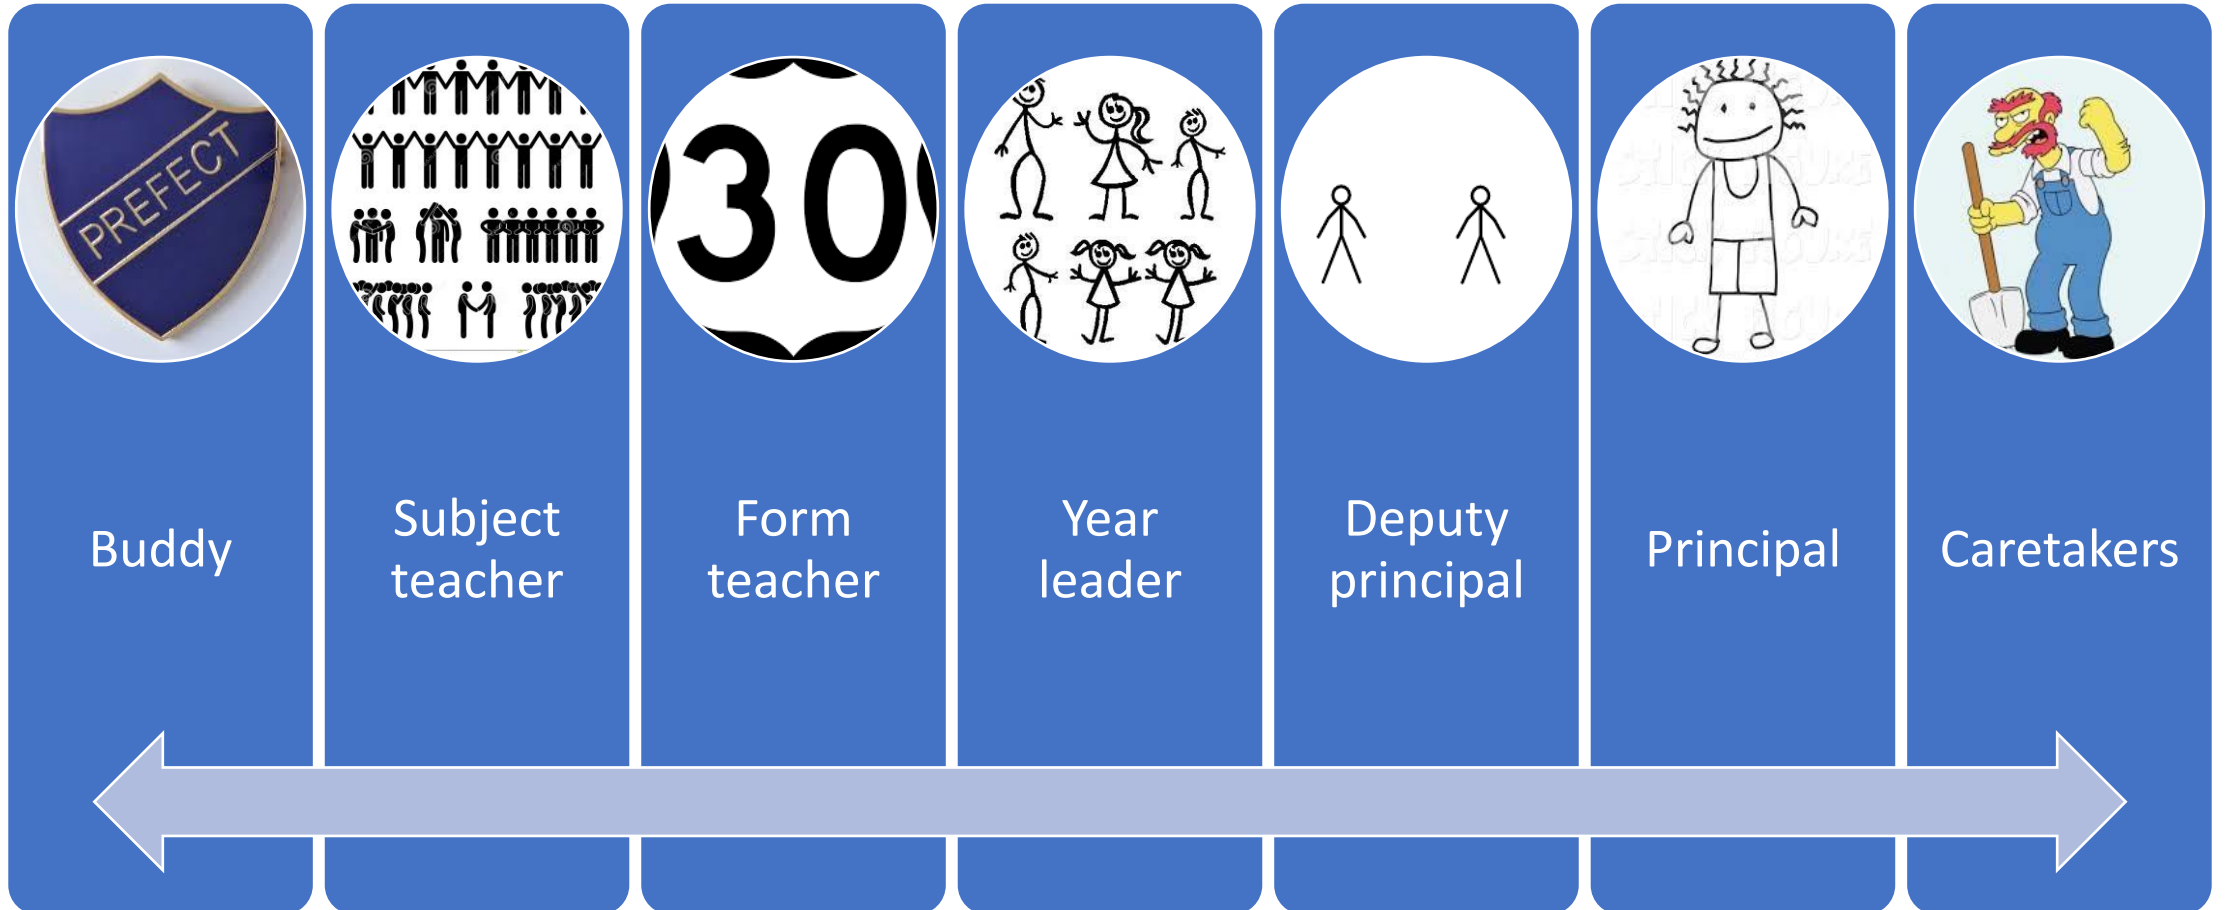 PREFECT
30
Buddy
Subject
teacher
Form
teacher
Year
leader
Deputy
principal
Principal
Caretakers